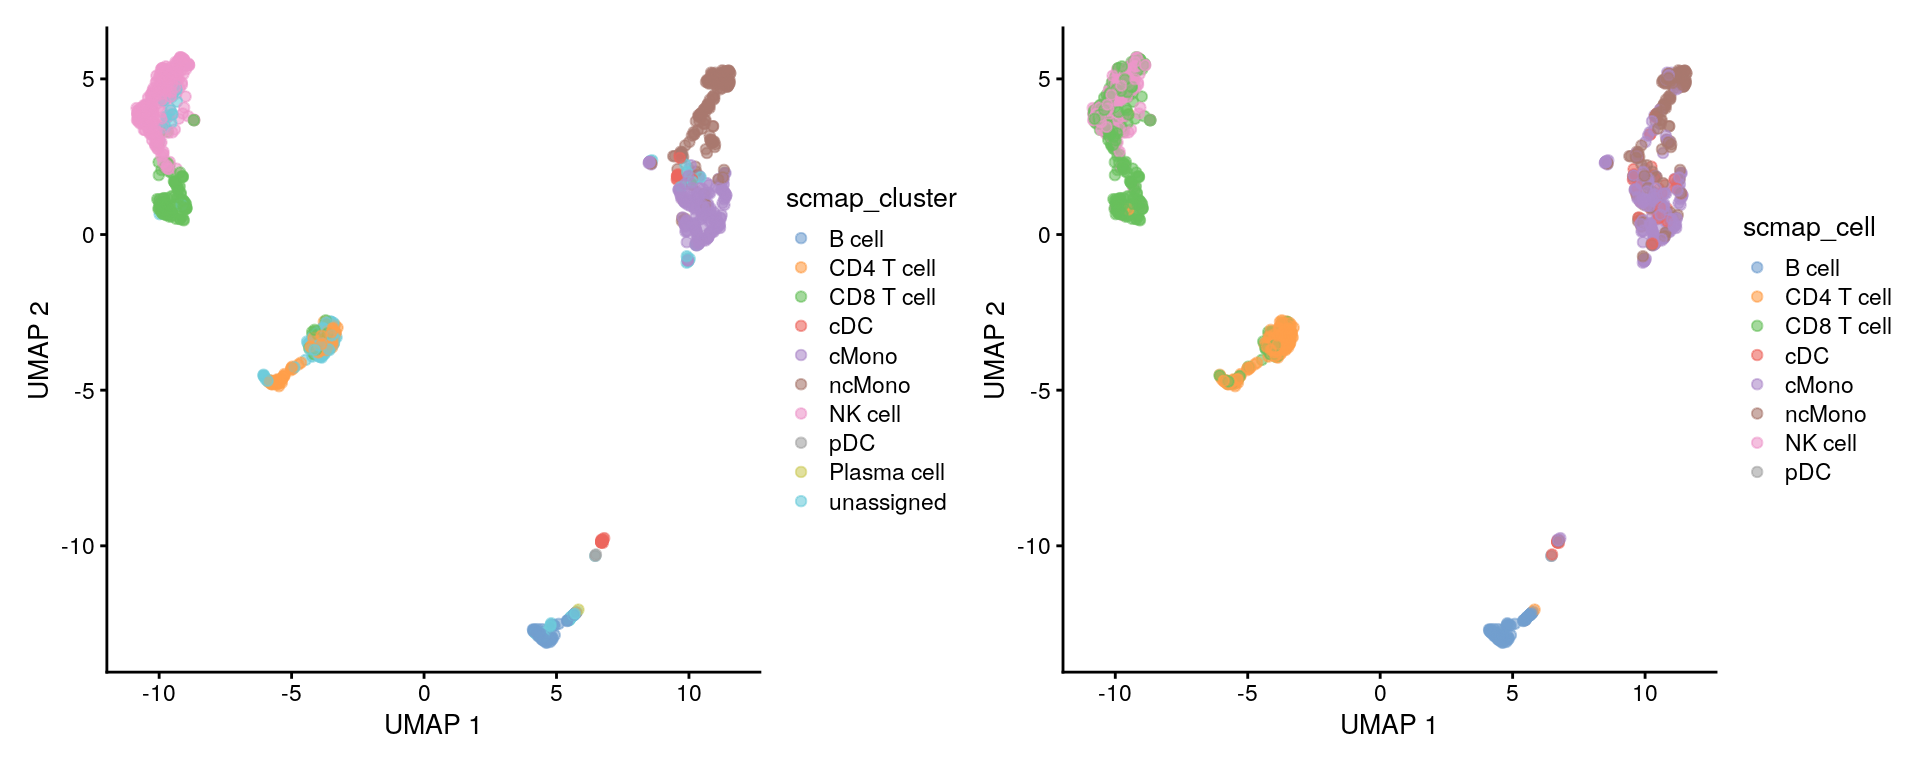 5
0
-5
-10
UMAP 2
-10
-5
0
5
10
UMAP 1
scmap_cluster
B cell
CD4 T cell
CD8 T cell
cDC
cMono
ncMono
NK cell
pDC
Plasma cell
unassigned
5
0
-5
-10
UMAP 2
-10
-5
0
5
10
UMAP 1
scmap_cell
B cell
CD4 T cell
CD8 T cell
cDC
cMono
ncMono
NK cell
pDC